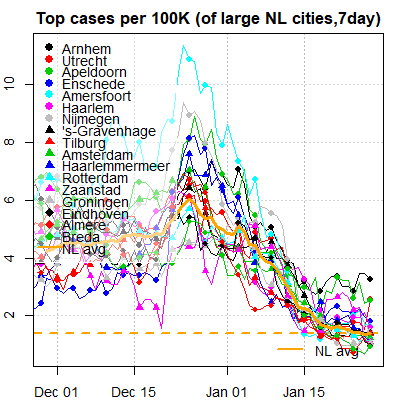 Top cases per 100K (of large NL cities,7day)
Arnhem
Utrecht
Apeldoorn
Enschede
Amersfoort
Haarlem
Nijmegen
's-Gravenhage
Tilburg
Amsterdam
Haarlemmermeer
Rotterdam
Zaanstad
Groningen
Eindhoven
Almere
Breda
NL avg
10
8
6
4
2
NL avg
Dec 01 Dec 15 Jan 01 Jan 15